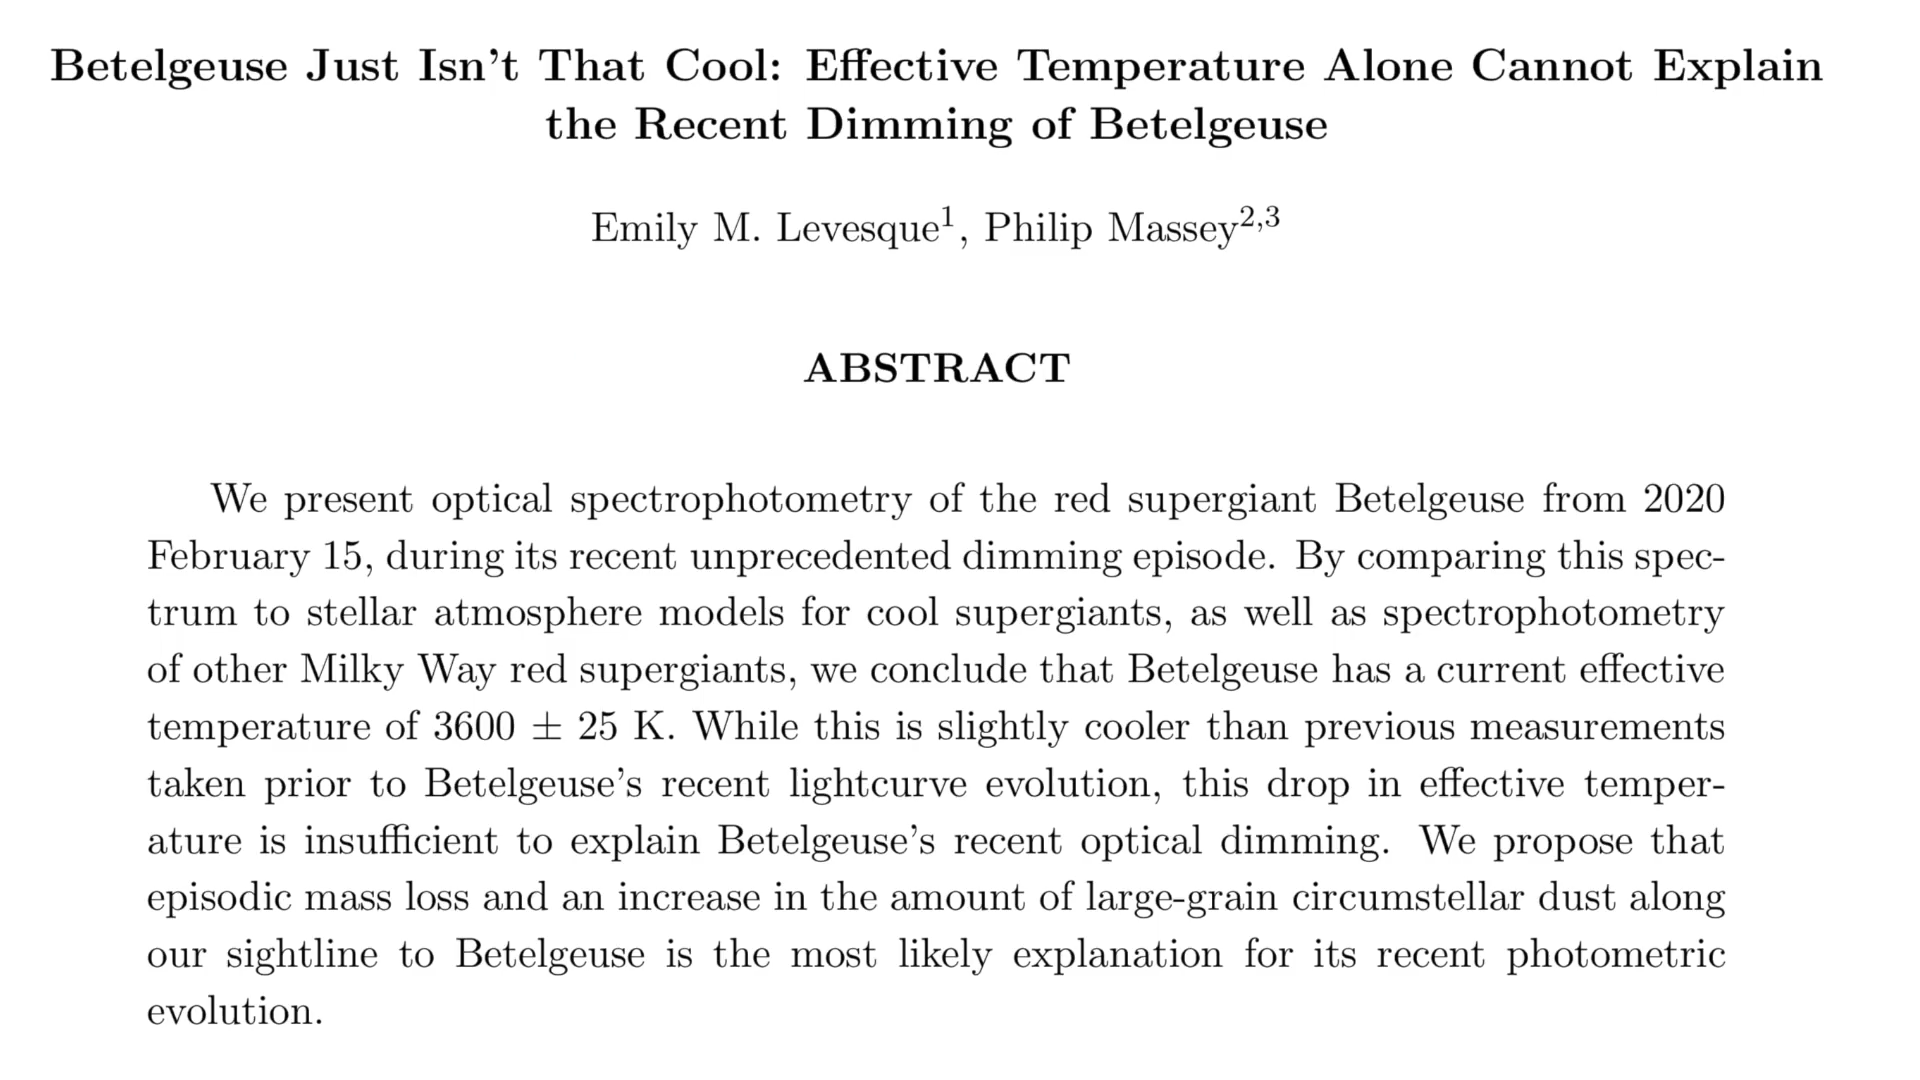 Betelgeuse Just Isn't That Cool: Effective Temperature Alone Cannot Explain
the Recent Dimming of Betelgeuse
Emily M. Levesque1, Philip Massey2,3
ABSTRACT
We present optical spectrophotometry of the red supergiant Betelgeuse from 2020
February 15, during its recent unprecedented dimming episode. By comparing this spec-
trum to stellar atmosphere models for cool supergiants, as well as spectrophotometry
of other Milky Way red supergiants, we conclude that Betelgeuse has a current effective
temperature of 3600 ± 25 K. While this is slightly cooler than previous measurements
taken prior to Betelgeuse's recent lightcurve evolution, this drop in effective temper-
ature is insufficient to explain Betelgeuse's recent optical dimming. We propose that
episodic mass loss and an increase in the amount of large-grain circumstellar dust along
our sightline to Betelgeuse is the most likely explanation for its recent photometric
evolution.